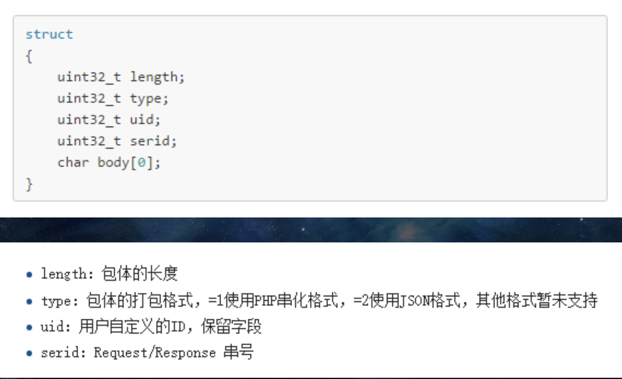 struct
{
uint32_t length;
uint32_t type;
uint32_t uid;
uint32_t serid;
char body[0];
}
length：包体的长度
type：包体的打包格式，=1使用PHP串化格式，=2使用JSON格式，其他格式暂未支持
uid：用户自定义的ID，保留字段
serid：Request/Response 串号